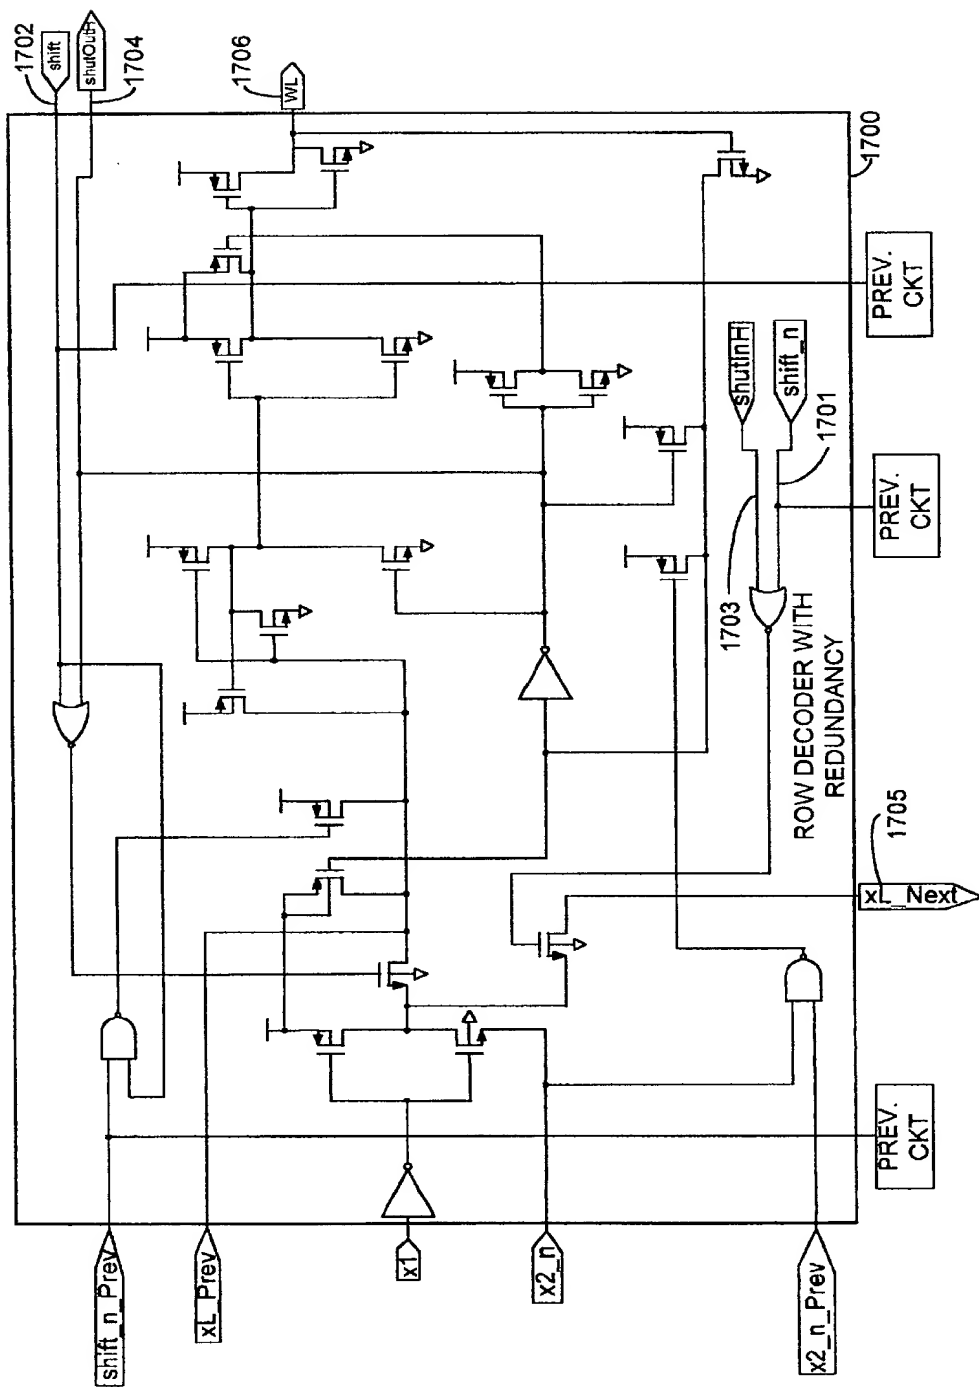 1702
shift
shutOutH
1704
1706
WL
1700
PREV.
CKT
shutInH
shift_n
1701
1703
PREV.
CKT
ROW DECODER WITH
REDUNDANCY
1705
xL_Next
PREV.
CKT
shift_n_Prev
xL_Prev
x1
x2_n
x2_n_Prev